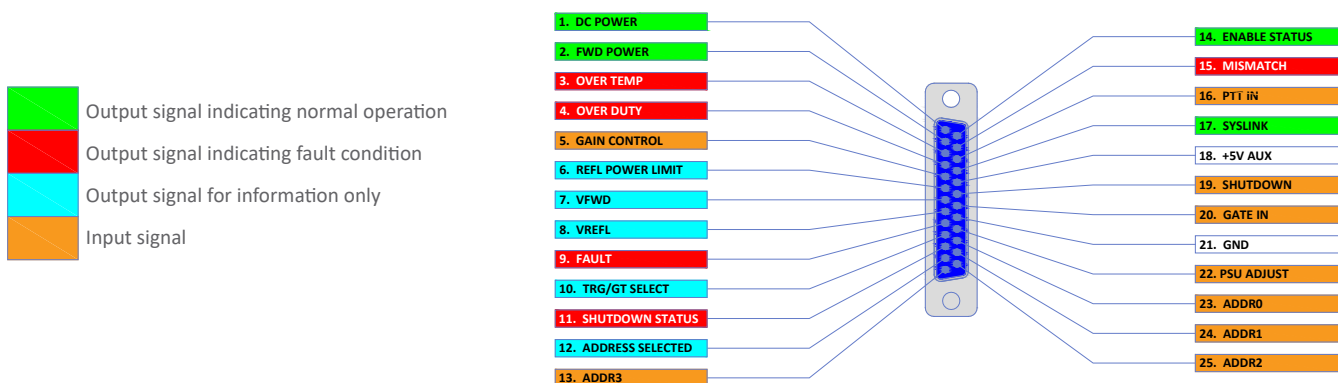 Output signal indicating normal operation
Output signal indicating fault condition
Output signal for information only
Input signal
1. DC POWER
2. FWD POWER
3. OVER TEMP
4. OVER DUTY
5. GAIN CONTROL
6. REFL POWER LIMIT
7. VFWD
8. VREFL
9. FAULT
10. TRG/GT SELECT
11. SHUTDOWN STATUS
12. ADDRESS SELECTED
13. ADDR3
14. ENABLE STATUS
15. MISMATCH
16. PTT iN
17. SYSLINK
18. +5V AUX
19. SHUTDOWN
20. GATE IN
21. GND
22. PSU ADJUST
23. ADDR0
24. ADDR1
25. ADDR2